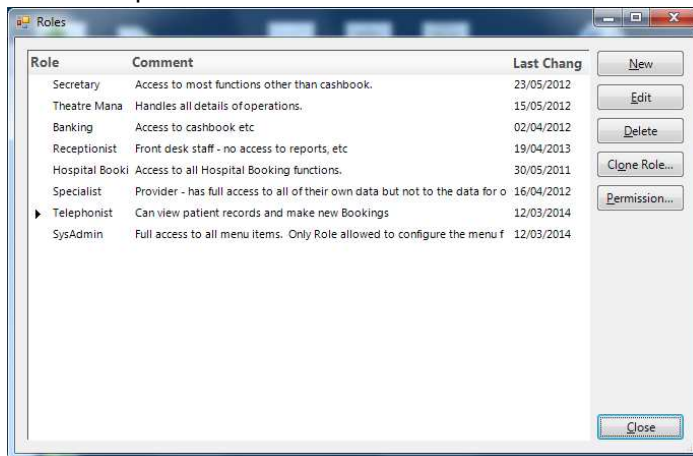 Roles
Role Comment Last Chang
Secretary Access to most functions other than cashbook. 23/05/2012
Theatre Mana Handles all details of operations. 15/05/2012
Banking Access to cashbook etc 02/04/2012
Receptionist Front desk staff - no access to reports, etc 19/04/2013
Hospital Booki Access to all Hospital Booking functions. 30/05/2011
Specialist Provider - has full access to all of their own data but not to the data for o 16/04/2012
Telephonist Can view patient records and make new Bookings 12/03/2014
SysAdmin Full access to all menu items. Only Role allowed to configure the menu f 12/03/2014
New
Edit
Delete
Clone Role...
Permission...
Close